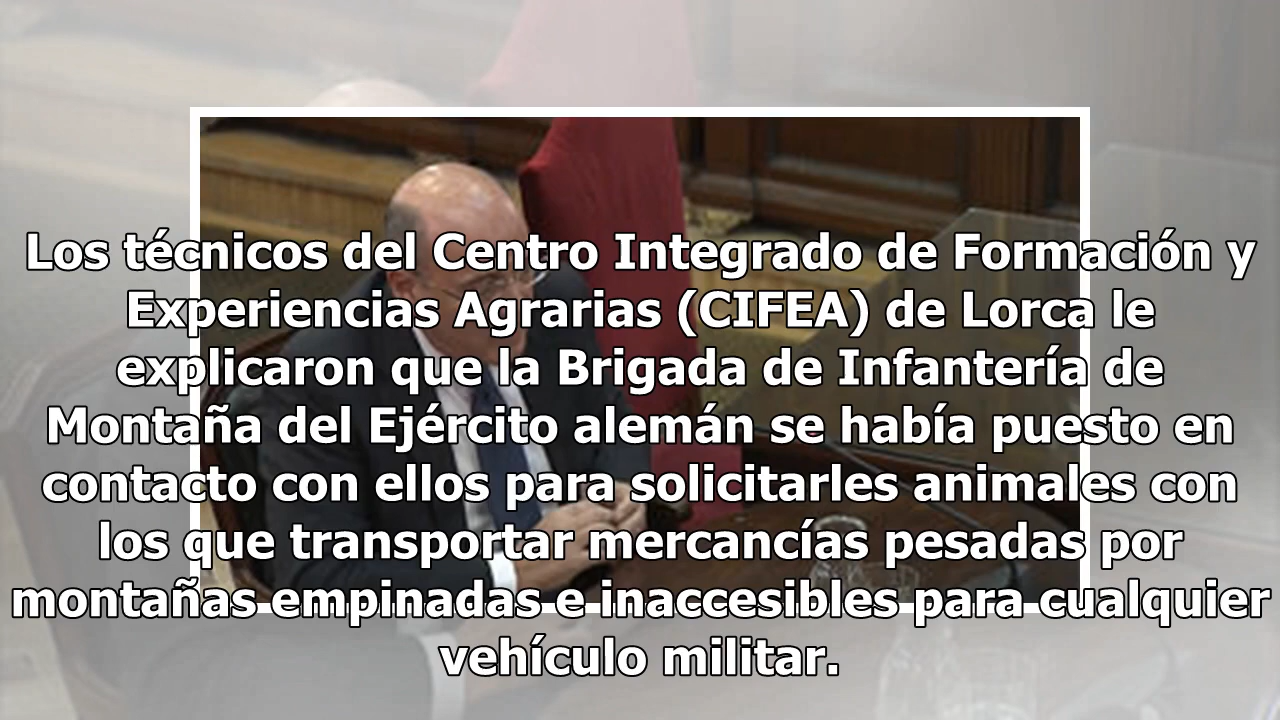 Los técnicos del Centro Integrado de Formación y
Experiencias Agrarias (CIFEA) de Lorca le
explicaron que la Brigada de Infantería de
Montaña del Ejército alemán se había puesto en
contacto con ellos para solicitarles animales con
los que transportar mercancías pesadas por
montañas empinadas e inaccesibles para cualquier
vehículo militar.